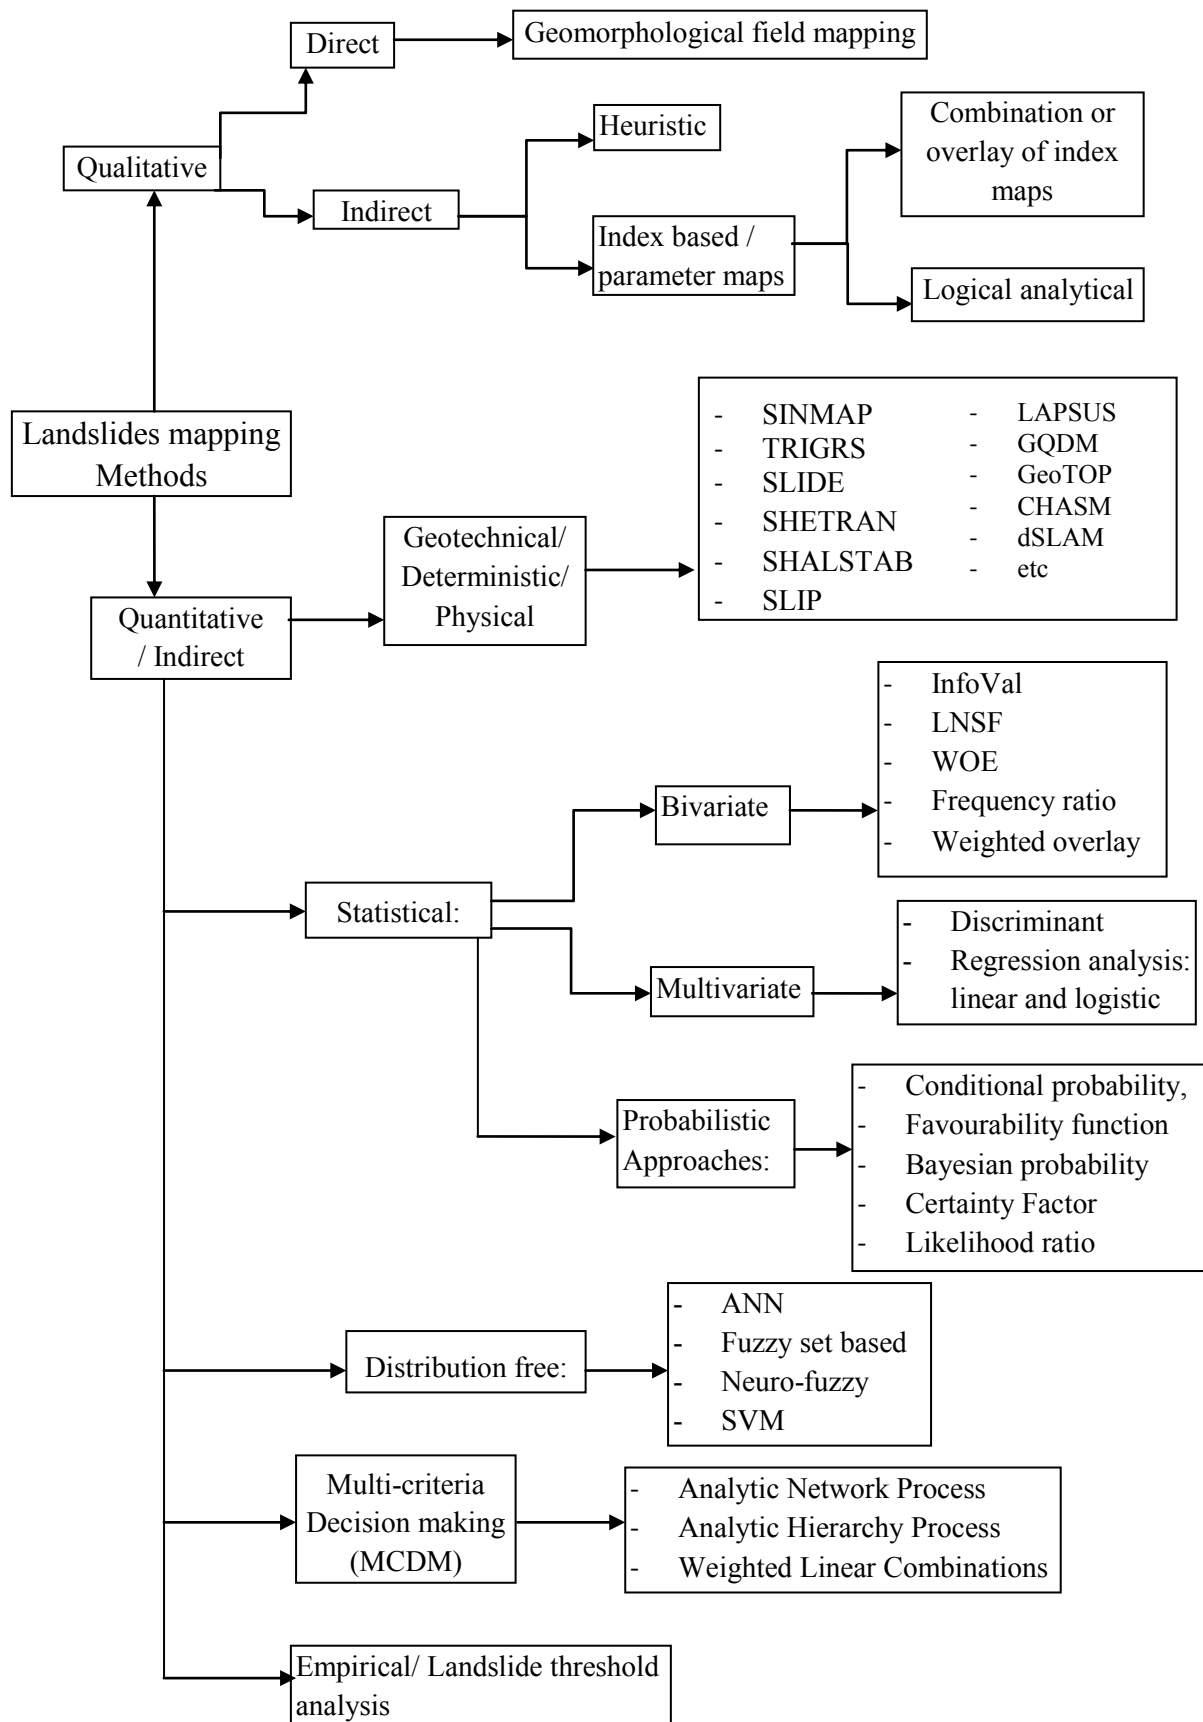 Direct
Geomorphological field mapping
Qualitative
Indirect
Heuristic
Index based /
parameter maps
Combination or
overlay of index
maps
Logical analytical
Landslides mapping
Methods
Quantitative
/ Indirect
Geotechnical/
Deterministic/
Physical
- SINMAP
- TRIGRS
- SLIDE
- SHETRAN
- SHALSTAB
- SLIP
- LAPSUS
- GQDM
- GeoTOP
- CHASM
- dSLAM
- etc
Statistical:
Bivariate
- InfoVal
- LNSF
- WOE
- Frequency ratio
- Weighted overlay
Multivariate
- Discriminant
- Regression analysis:
linear and logistic
Probabilistic
Approaches:
- Conditional probability,
- Favourability function
- Bayesian probability
- Certainty Factor
- Likelihood ratio
Distribution free:
- ANN
- Fuzzy set based
- Neuro-fuzzy
- SVM
Multi-criteria
Decision making
(MCDM)
- Analytic Network Process
- Analytic Hierarchy Process
- Weighted Linear Combinations
Empirical/ Landslide threshold
analysis